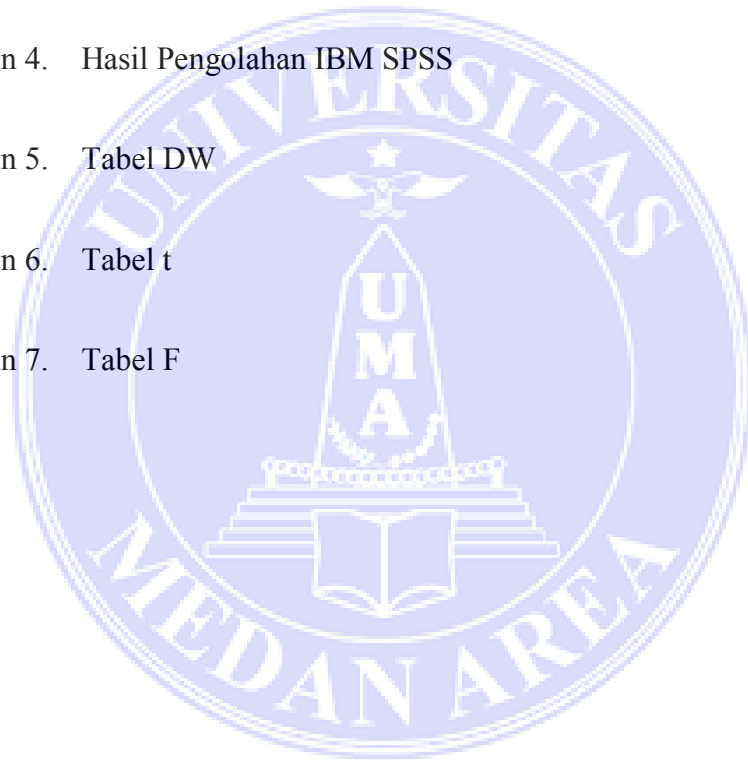 n 4. Hasil Pengolahan IBM SPSS
n 5. Tabel DW
n 6. Tabel t
n 7. Tabel F
UNIVERSITAS
UMA
MEDAN AREA